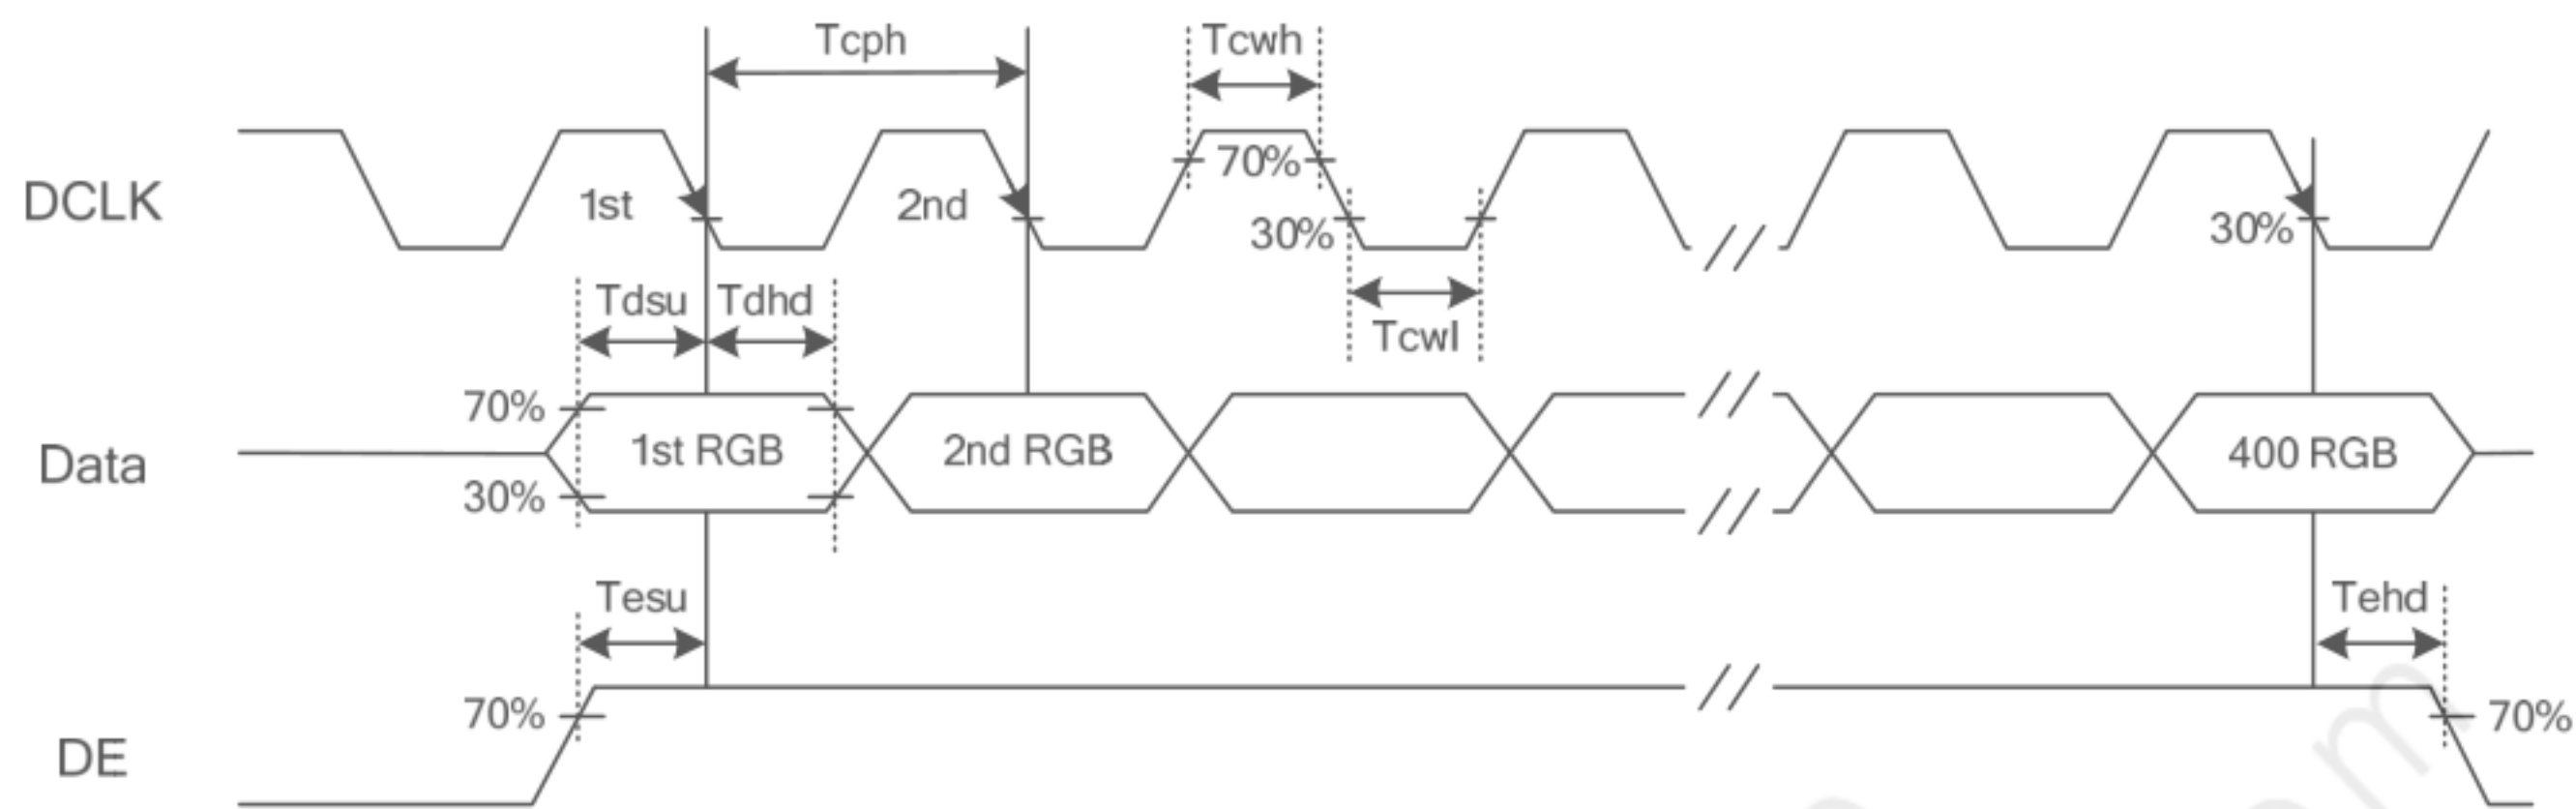 Tcph
Tcwh
DCLK
1st
2nd
70%
30%
30%
Tdsu
Tdhd
Tcwl
70%
Data
1st RGB
2nd RGB
400 RGB
30%
Tesu
Tehd
70%
70%
DE